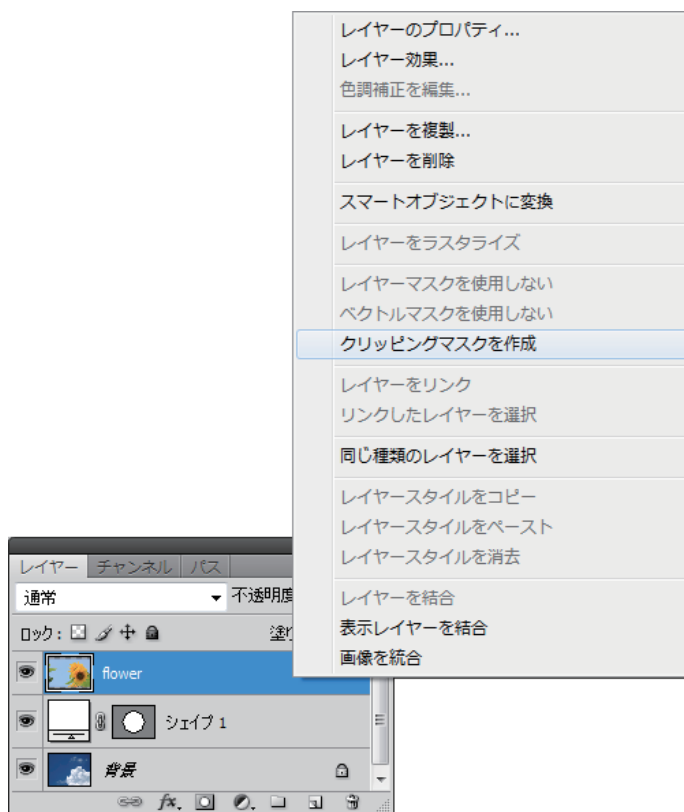 レイヤーのプロパティ...
レイヤー効果...
色調補正を編集...
レイヤーを複製...
レイヤーを削除
スマートオブジェクトに変換
レイヤーをラスタライズ
レイヤーマスクを使用しない
ベクトルマスクを使用しない
クリッピングマスクを作成
レイヤーをリンク
リンクしたレイヤーを選択
同じ種類のレイヤーを選択
レイヤースタイルをコピー
レイヤースタイルをペースト
レイヤースタイルを消去
レイヤーを結合
表示レイヤーを結合
画像を統合
レイヤー チャンネル パス
通常 不透明度
ロック: 塗り
flower
シェイプ 1
背景
fx.